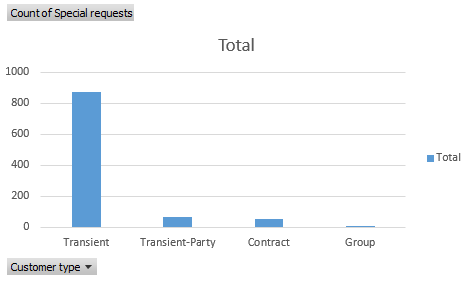 Count of Special requests
Total
1000
800
600
400
200
0
Transient Transient-Party Contract Group
Total
Customer type